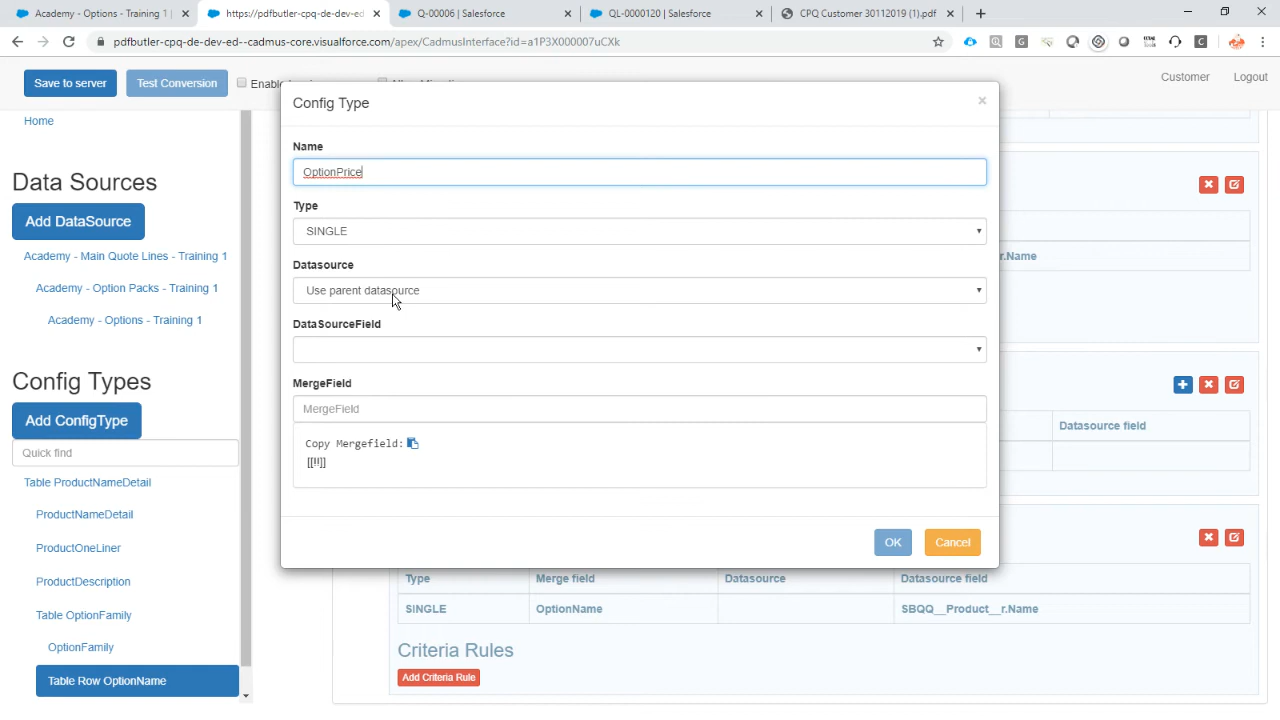 Academy - Options - Training 1
https://pdfbutler-cpq-de-dev-ed
Q-00006 | Salesforce
QL-0000120 | Salesforce
CPQ Customer 30112019 (1).pdf
pdfbutler-cpq-de-dev-ed--cadmus-core.visualforce.com/apex/CadmusInterface?id=a1P3X000007uCXk
Save to server
Test Conversion
Customer
Logout
Config Type
Home
Name
OptionPrice
Data Sources
Type
Add DataSource
SINGLE
Academy - Main Quote Lines - Training 1
r.Name
Datasource
Academy - Option Packs - Training 1
Use parent datasource
Academy - Options - Training 1
DataSourceField
Config Types
MergeField
Add ConfigType
MergeField
Datasource field
Quick find
Copy Mergefield:
[[!!]]
Table ProductNameDetail
ProductNameDetail
ProductOneLiner
OK
Cancel
ProductDescription
Type
Merge field
Datasource
Datasource field
Table OptionFamily
SINGLE
OptionName
SBQQ__Product__r.Name
OptionFamily
Criteria Rules
Table Row OptionName
Add Criteria Rule